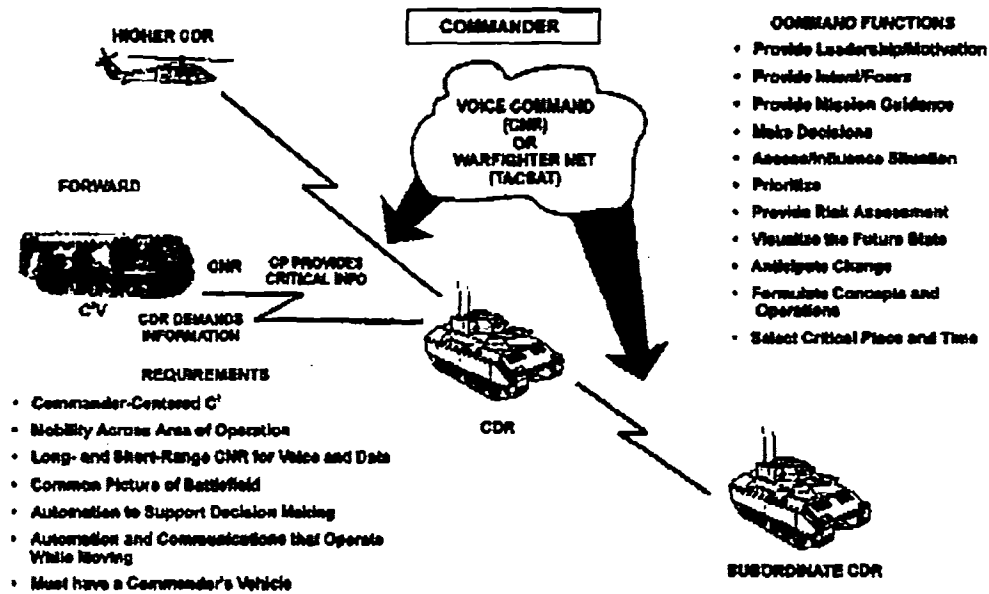 COMMANDER
HIGHER CDR
VOICE COMMAND
(CNR)
OR
WARFIGHTER NET
(TACSAT)
FORWARD
CNR
CP PROVIDES
CRITICAL INFO
C²V
CDR DEMANDS
INFORMATION
CDR
SUBORDINATE CDR
REQUIREMENTS
• Commander-Centered C²
• Mobility Across Area of Operation
• Long- and Short-Range CNR for Voice and Data
• Common Picture of Battlefield
• Automation to Support Decision Making
• Automation and Communications that Operate
While Moving
• Must have a Commander's Vehicle
COMMAND FUNCTIONS
• Provide Leadership/Motivation
• Provide Intent/Focus
• Provide Mission Guidance
• Make Decisions
• Assess/Influence Situation
• Prioritize
• Provide Risk Assessment
• Visualize the Future State
• Anticipate Change
• Formulate Concepts and
Operations
• Select Critical Place and Time